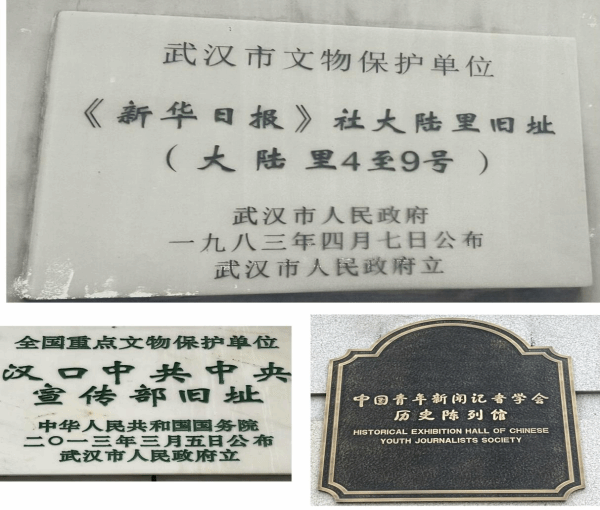 武汉市文物保护单位
《新华日报》社大陆里旧址
(大陆里4至9号)
武汉市人民政府
一九八三年四月七日公布
武汉市人民政府立
全国重点文物保护单位
汉口中共中央
宣传部旧址
中华人民共和国国务院
二〇一三年三月五日公布
武汉市人民政府立
中国青年新闻记者学会
历史陈列馆
HISTORICAL EXHIBITION HALL OF CHINESE
YOUTH JOURNALISTS SOCIETY